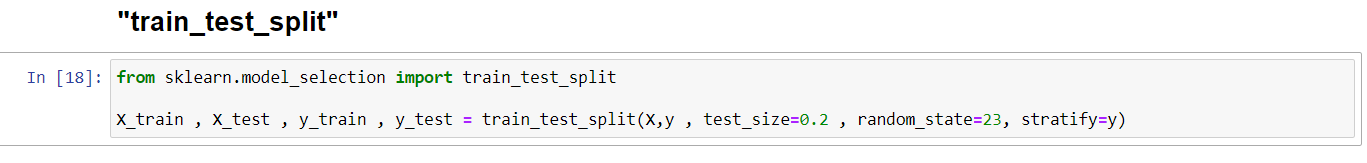 "train_test_split"
In [18]: from sklearn.model_selection import train_test_split
X_train , X_test , y_train , y_test = train_test_split(X,y , test_size=0.2 , random_state=23, stratify=y)